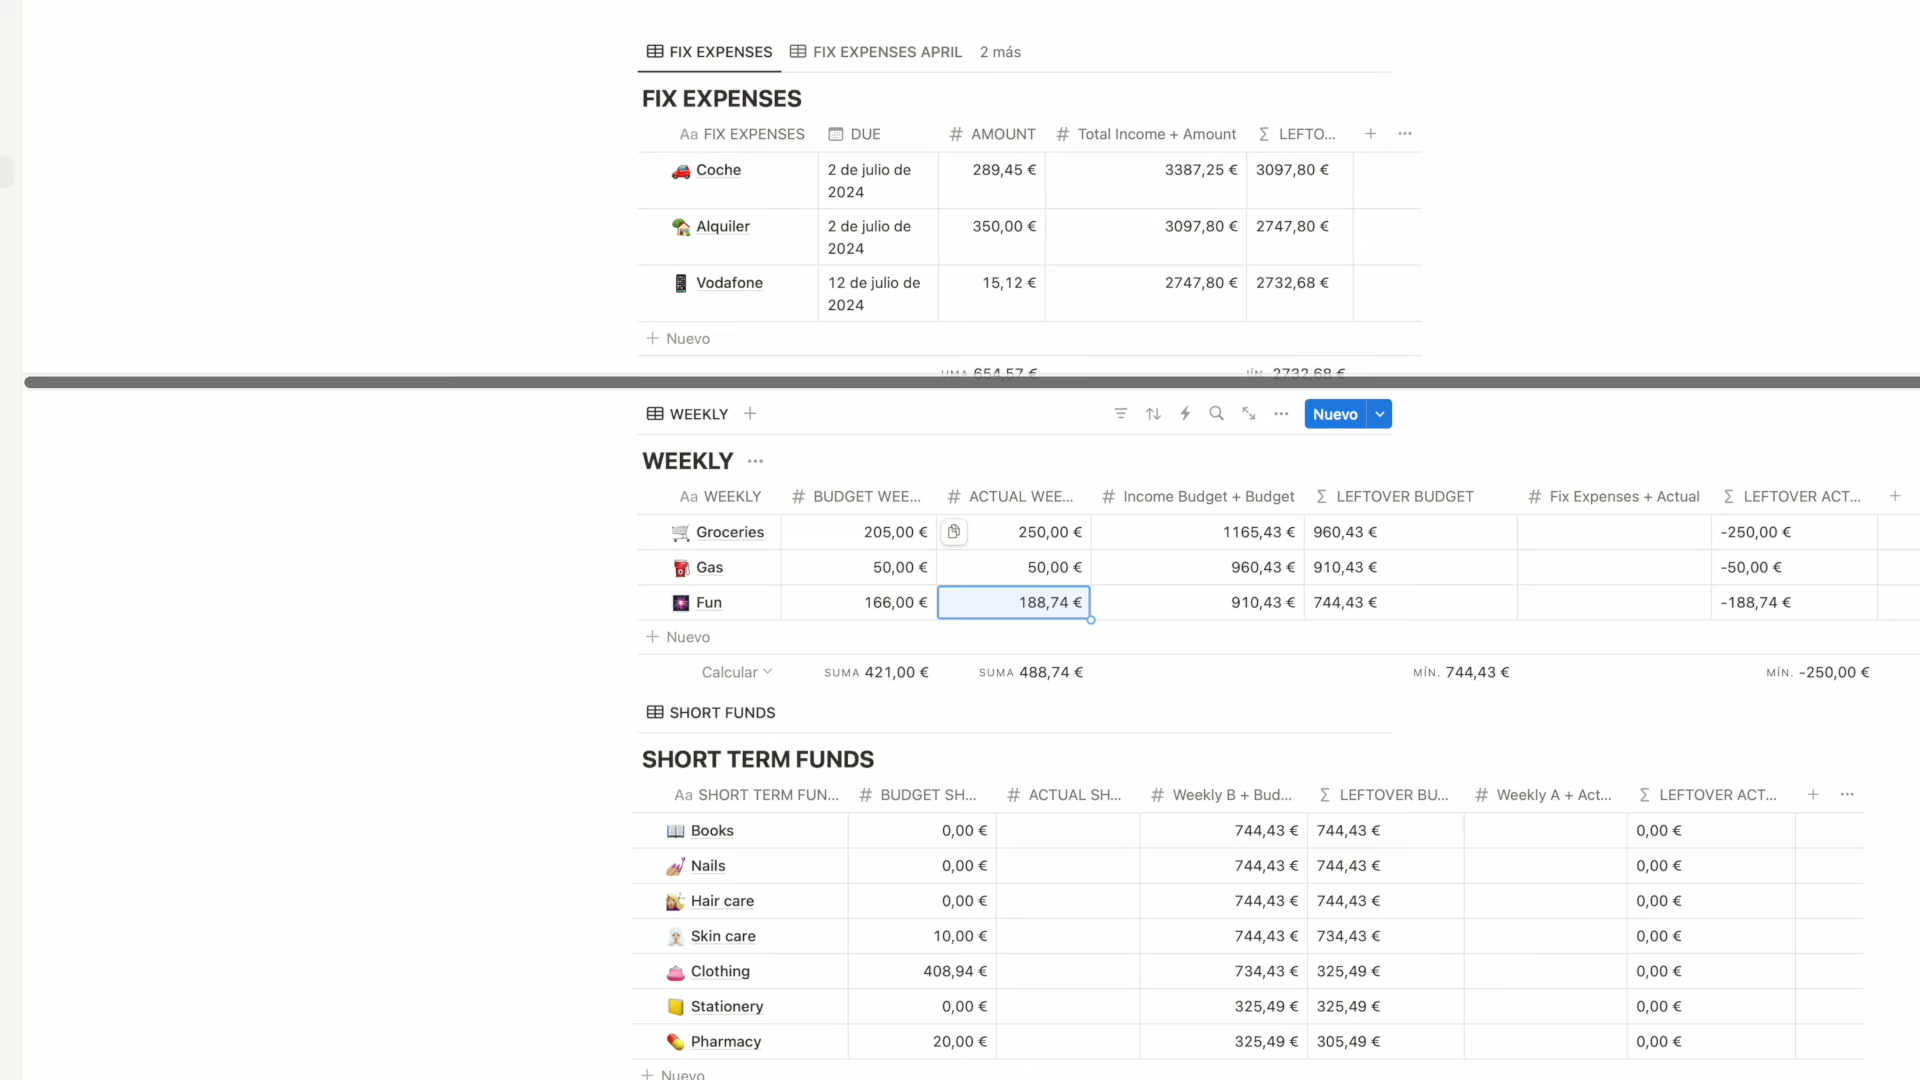 FIX EXPENSES FIX EXPENSES APRIL 2 más
FIX EXPENSES
Aa FIX EXPENSES DUE # AMOUNT # Total Income + Amount Σ LEFTO... + ...
Coche 2 de julio de 2024 289,45 € 3387,25 € 3097,80 €
Alquiler 2 de julio de 2024 350,00 € 3097,80 € 2747,80 €
Vodafone 12 de julio de 2024 15,12 € 2747,80 € 2732,68 €
+ Nuevo
654,57 € 2732,68 €
WEEKLY + ... Nuevo
WEEKLY ...
Aa WEEKLY # BUDGET WEE... # ACTUAL WEE... # Income Budget + Budget Σ LEFTOVER BUDGET # Fix Expenses + Actual Σ LEFTOVER ACT... +
Groceries 205,00 € 250,00 € 1165,43 € 960,43 € -250,00 €
Gas 50,00 € 50,00 € 960,43 € 910,43 € -50,00 €
Fun 166,00 € 188,74 € 910,43 € 744,43 € -188,74 €
+ Nuevo
Calcular SUMA 421,00 € SUMA 488,74 € MÍN. 744,43 € MÍN. -250,00 €
SHORT FUNDS
SHORT TERM FUNDS
Aa SHORT TERM FUN... # BUDGET SH... # ACTUAL SH... # Weekly B + Bud... Σ LEFTOVER BU... # Weekly A + Act... Σ LEFTOVER ACT... + ...
Books 0,00 € 744,43 € 744,43 € 0,00 €
Nails 0,00 € 744,43 € 744,43 € 0,00 €
Hair care 0,00 € 744,43 € 744,43 € 0,00 €
Skin care 10,00 € 744,43 € 734,43 € 0,00 €
Clothing 408,94 € 734,43 € 325,49 € 0,00 €
Stationery 0,00 € 325,49 € 325,49 € 0,00 €
Pharmacy 20,00 € 325,49 € 305,49 € 0,00 €
+ Nuevo